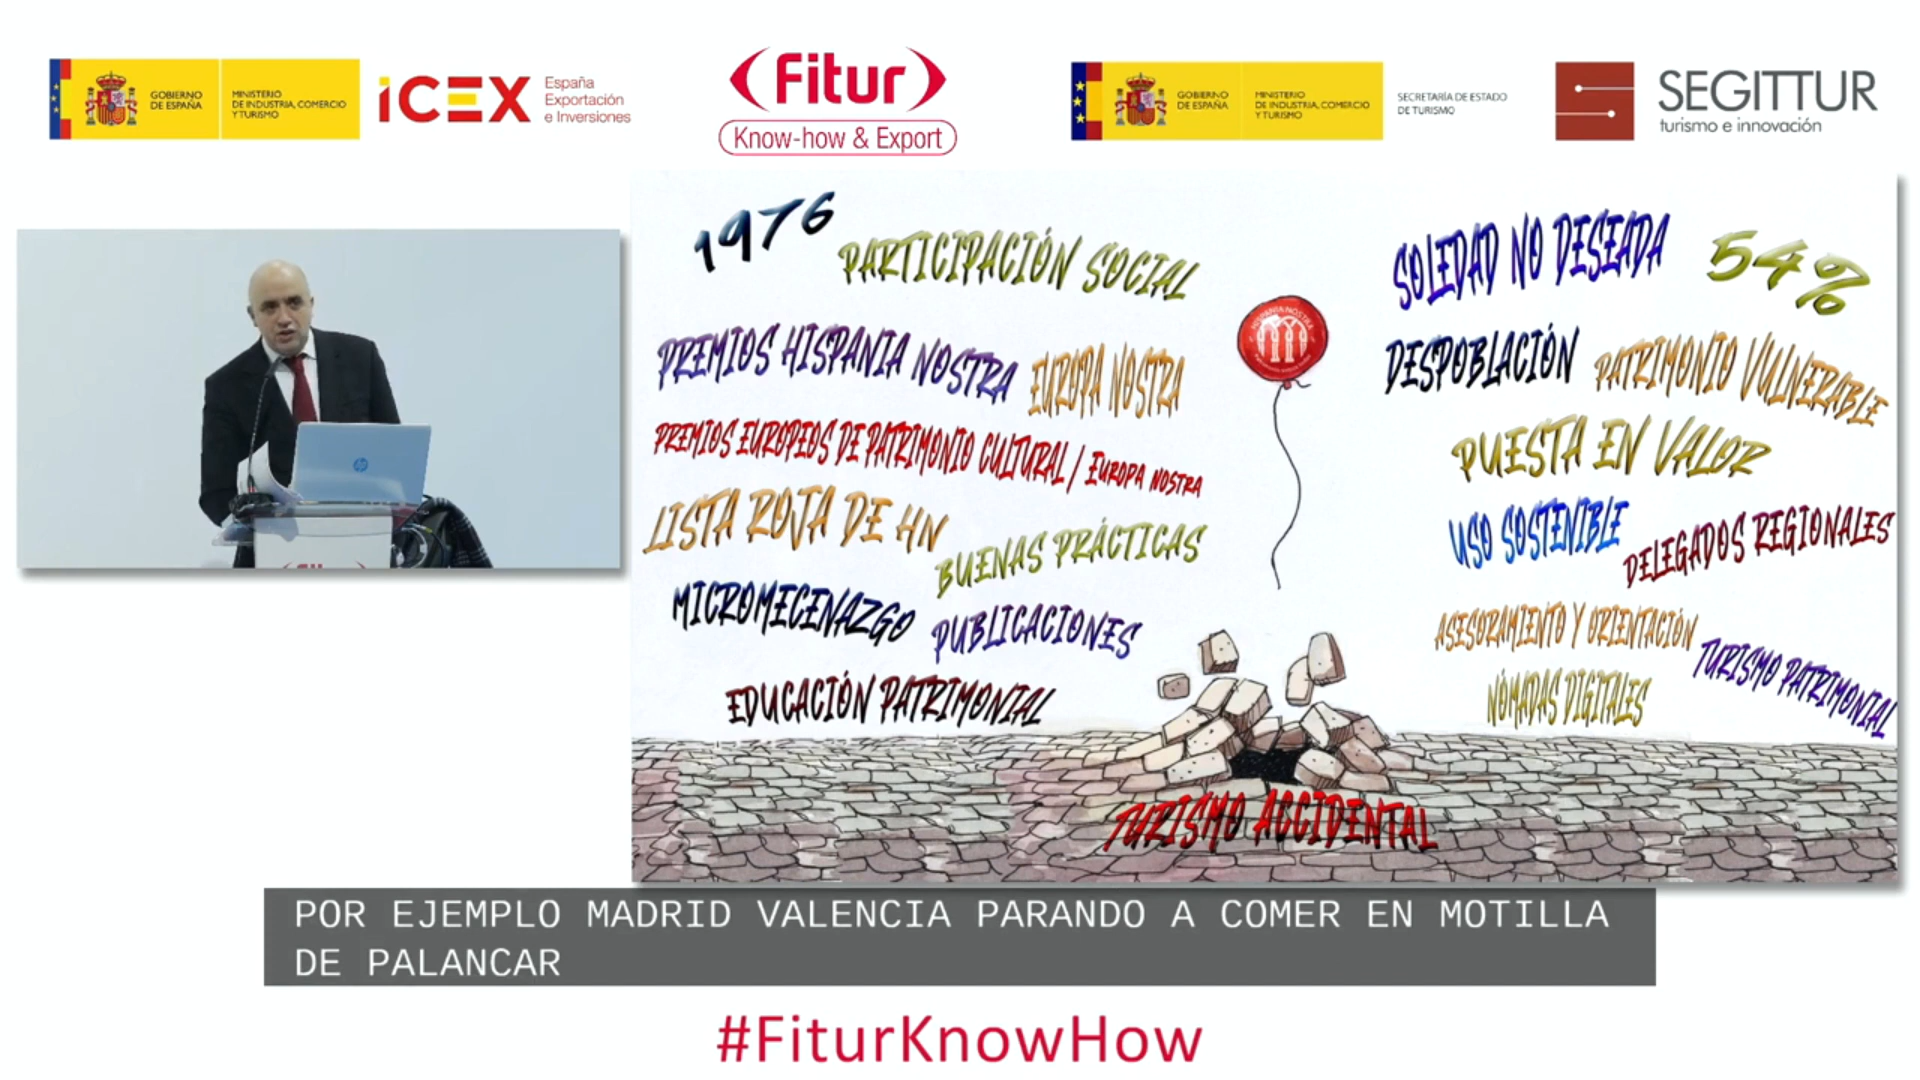 GOBIERNO
DE ESPAÑA
MINISTERIO
DE INDUSTRIA, COMERCIO
Y TURISMO
iCEX
España
Exportación
e Inversiones
Fitur
Know-how & Export
GOBIERNO
DE ESPAÑA
MINISTERIO
DE INDUSTRIA, COMERCIO
Y TURISMO
SECRETARÍA DE ESTADO
DE TURISMO
SEGITTUR
turismo e innovación
hp
1976
PARTICIPACIÓN SOCIAL
PREMIOS HISPANIA NOSTRA
EUROPA NOSTRA
PREMIOS EUROPEOS DE PATRIMONIO CULTURAL / EUROPA NOSTRA
LISTA ROJA DE HN
BUENAS PRÁCTICAS
MICROMECENAZGO
PUBLICACIONES
EDUCACIÓN PATRIMONIAL
HISPANIA NOSTRA
SOLEDAD NO DESEADA
54%
DESPOBLACIÓN
PATRIMONIO VULNERABLE
PUESTA EN VALOR
USO SOSTENIBLE
DELEGADOS REGIONALES
ASESORAMIENTO Y ORIENTACIÓN
TURISMO PATRIMONIAL
NÓMADAS DIGITALES
TURISMO ACCIDENTAL
POR EJEMPLO MADRID VALENCIA PARANDO A COMER EN MOTILLA
DE PALANCAR
#FiturKnowHow